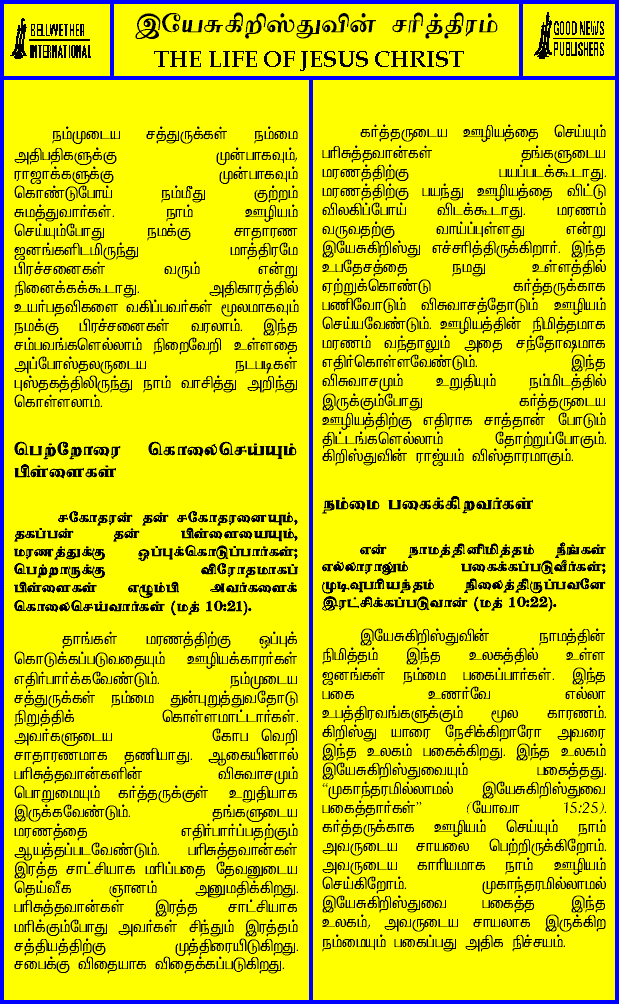 BELLWETHER
INTERNATIONAL
இயேசுகிறிஸ்துவின் சரித்திரம்
THE LIFE OF JESUS CHRIST
GOOD NEWS
PUBLISHERS
நம்முடைய சத்துருக்கள் நம்மை
அதிபதிகளுக்கு முன்பாகவும்,
ராஜாக்களுக்கு முன்பாகவும்
கொண்டுபோய் நம்மீது குற்றம்
சுமத்துவார்கள். நாம் ஊழியம்
செய்யும்போது நமக்கு சாதாரண
ஜனங்களிடமிருந்து மாத்திரமே
பிரச்சனைகள் வரும் என்று
நினைக்கக்கூடாது. அதிகாரத்தில்
உயர்பதவிகளை வகிப்பவர்கள் மூலமாகவும்
நமக்கு பிரச்சனைகள் வரலாம். இந்த
சம்பவங்களெல்லாம் நிறைவேறி உள்ளதை
அப்போஸ்தலருடைய நடபடிகள்
புஸ்தகத்திலிருந்து நாம் வாசித்து அறிந்து
கொள்ளலாம்.
பெற்றோரை கொலைசெய்யும்
பிள்ளைகள்
சகோதரன் தன் சகோதரனையும்,
தகப்பன் தன் பிள்ளையையும்,
மரணத்துக்கு ஒப்புக்கொடுப்பார்கள்;
பெற்றாருக்கு விரோதமாகப்
பிள்ளைகள் எழும்பி அவர்களைக்
கொலைசெய்வார்கள் (மத் 10:21).
தாங்கள் மரணத்திற்கு ஒப்புக்
கொடுக்கப்படுவதையும் ஊழியக்காரர்கள்
எதிர்பார்க்கவேண்டும். நம்முடைய
சத்துருக்கள் நம்மை துன்புறுத்துவதோடு
நிறுத்திக் கொள்ளமாட்டார்கள்.
அவர்களுடைய கோப வெறி
சாதாரணமாக தணியாது. ஆகையினால்
பரிசுத்தவான்களின் விசுவாசமும்
பொறுமையும் கர்த்தருக்குள் உறுதியாக
இருக்கவேண்டும். தங்களுடைய
மரணத்தை எதிர்பார்ப்பதற்கும்
ஆயத்தப்படவேண்டும். பரிசுத்தவான்கள்
இரத்த சாட்சியாக மரிப்பதை தேவனுடைய
தெய்வீக ஞானம் அனுமதிக்கிறது.
பரிசுத்தவான்கள் இரத்த சாட்சியாக
மரிக்கும்போது அவர்கள் சிந்தும் இரத்தம்
சத்தியத்திற்கு முத்திரையிடுகிறது.
சபைக்கு விதையாக விதைக்கப்படுகிறது.
கர்த்தருடைய ஊழியத்தை செய்யும்
பரிசுத்தவான்கள் தங்களுடைய
மரணத்திற்கு பயப்படக்கூடாது.
மரணத்திற்கு பயந்து ஊழியத்தை விட்டு
விலகிப்போய் விடக்கூடாது. மரணம்
வருவதற்கு வாய்ப்புள்ளது என்று
இயேசுகிறிஸ்து எச்சரித்திருக்கிறார். இந்த
உபதேசத்தை நமது உள்ளத்தில்
ஏற்றுக்கொண்டு கர்த்தருக்காக
பணிவோடும் விசுவாசத்தோடும் ஊழியம்
செய்யவேண்டும். ஊழியத்தின் நிமித்தமாக
மரணம் வந்தாலும் அதை சந்தோஷமாக
எதிர்கொள்ளவேண்டும். இந்த
விசுவாசமும் உறுதியும் நம்மிடத்தில்
இருக்கும்போது கர்த்தருடைய
ஊழியத்திற்கு எதிராக சாத்தான் போடும்
திட்டங்களெல்லாம் தோற்றுப்போகும்.
கிறிஸ்துவின் ராஜ்யம் விஸ்தாரமாகும்.
நம்மை பகைக்கிறவர்கள்
என் நாமத்தினிமித்தம் நீங்கள்
எல்லாராலும் பகைக்கப்படுவீர்கள்;
முடிவுபரியந்தம் நிலைத்திருப்பவனே
இரட்சிக்கப்படுவான் (மத் 10:22).
இயேசுகிறிஸ்துவின் நாமத்தின்
நிமித்தம் இந்த உலகத்தில் உள்ள
ஜனங்கள் நம்மை பகைப்பார்கள். இந்த
பகை உணர்வே எல்லா
உபத்திரவங்களுக்கும் மூல காரணம்.
கிறிஸ்து யாரை நேசிக்கிறாரோ அவரை
இந்த உலகம் பகைக்கிறது. இந்த உலகம்
இயேசுகிறிஸ்துவையும் பகைத்தது.
“முகாந்தரமில்லாமல் இயேசுகிறிஸ்துவை
பகைத்தார்கள்” (யோவா 15:25).
கர்த்தருக்காக ஊழியம் செய்யும் நாம்
அவருடைய சாயலை பெற்றிருக்கிறோம்.
அவருடைய காரியமாக நாம் ஊழியம்
செய்கிறோம். முகாந்தரமில்லாமல்
இயேசுகிறிஸ்துவை பகைத்த இந்த
உலகம், அவருடைய சாயலாக இருக்கிற
நம்மையும் பகைப்பது அதிக நிச்சயம்.